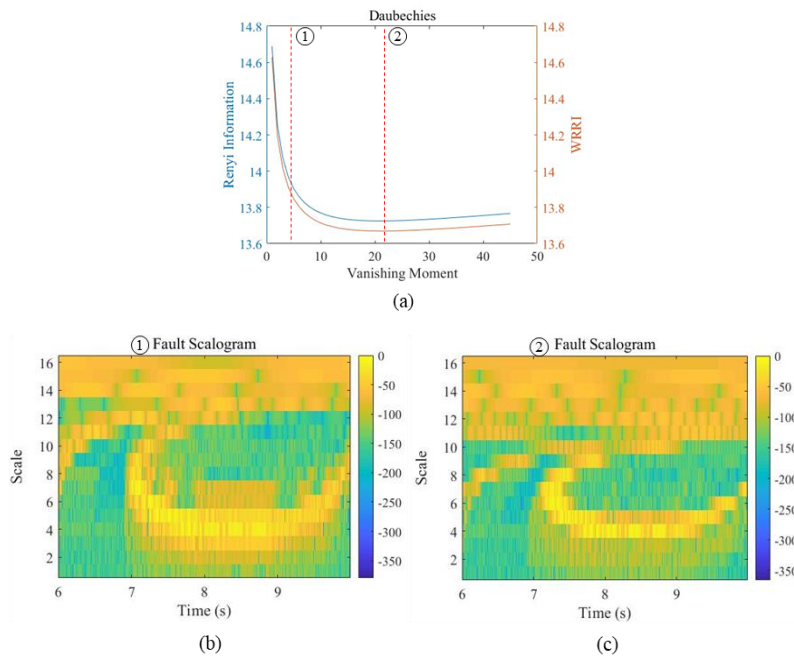 Daubechies
14.8 ① ② 14.8
14.6 14.6
14.4 14.4
14.2 14.2
14 14
13.8 13.8
13.6 13.6
Renyi Information
WRRI
0 10 20 30 40 50
Vanishing Moment
(a)
① Fault Scalogram
16
14
12
10
8
6
4
2
Scale
6 7 8 9
Time (s)
0
-50
-100
-150
-200
-250
-300
-350
(b)
② Fault Scalogram
16
14
12
10
8
6
4
2
Scale
6 7 8 9
Time (s)
0
-50
-100
-150
-200
-250
-300
-350
(c)